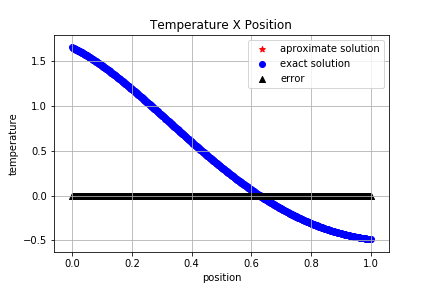 Temperature X Position
aproximate solution
exact solution
error
temperature
1.5
1.0
0.5
0.0
−0.5
0.0 0.2 0.4 0.6 0.8 1.0
position